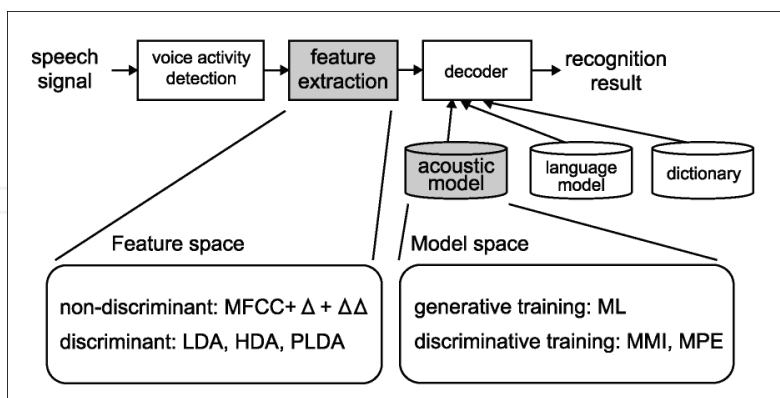 speech
signal
voice activity
detection
feature
extraction
decoder
recognition
result
acoustic
model
language
model
dictionary
Feature space
Model space
non-discriminant: MFCC+ Δ + ΔΔ
discriminant: LDA, HDA, PLDA
generative training: ML
discriminative training: MMI, MPE